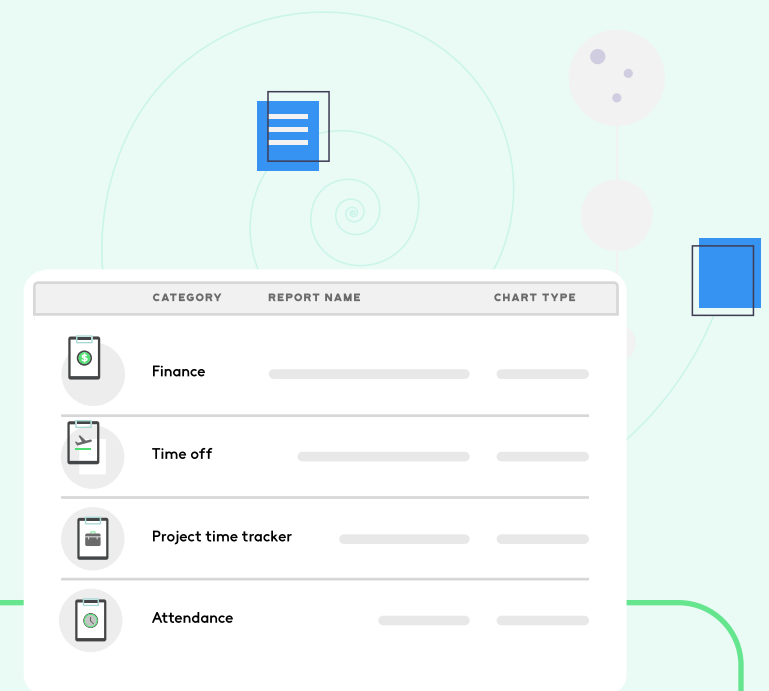 CATEGORY REPORT NAME CHART TYPE
Finance
Time off
Project time tracker
Attendance